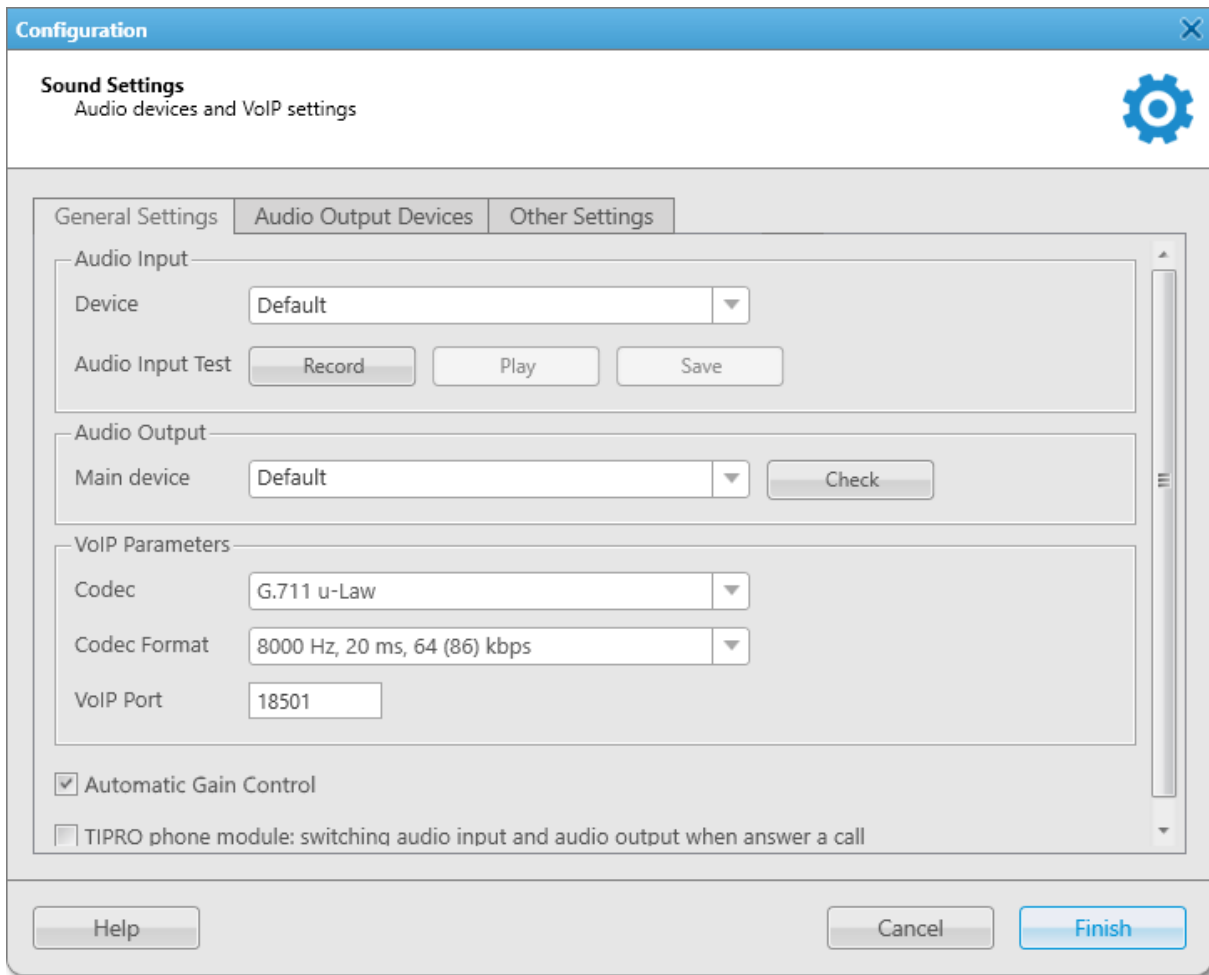 Configuration
Sound Settings
Audio devices and VoIP settings
General Settings Audio Output Devices Other Settings
Audio Input
Device Default
Audio Input Test Record Play Save
Audio Output
Main device Default Check
VoIP Parameters
Codec G.711 u-Law
Codec Format 8000 Hz, 20 ms, 64 (86) kbps
VoIP Port 18501
Automatic Gain Control
TIPRO phone module: switching audio input and audio output when answer a call
Help Cancel Finish